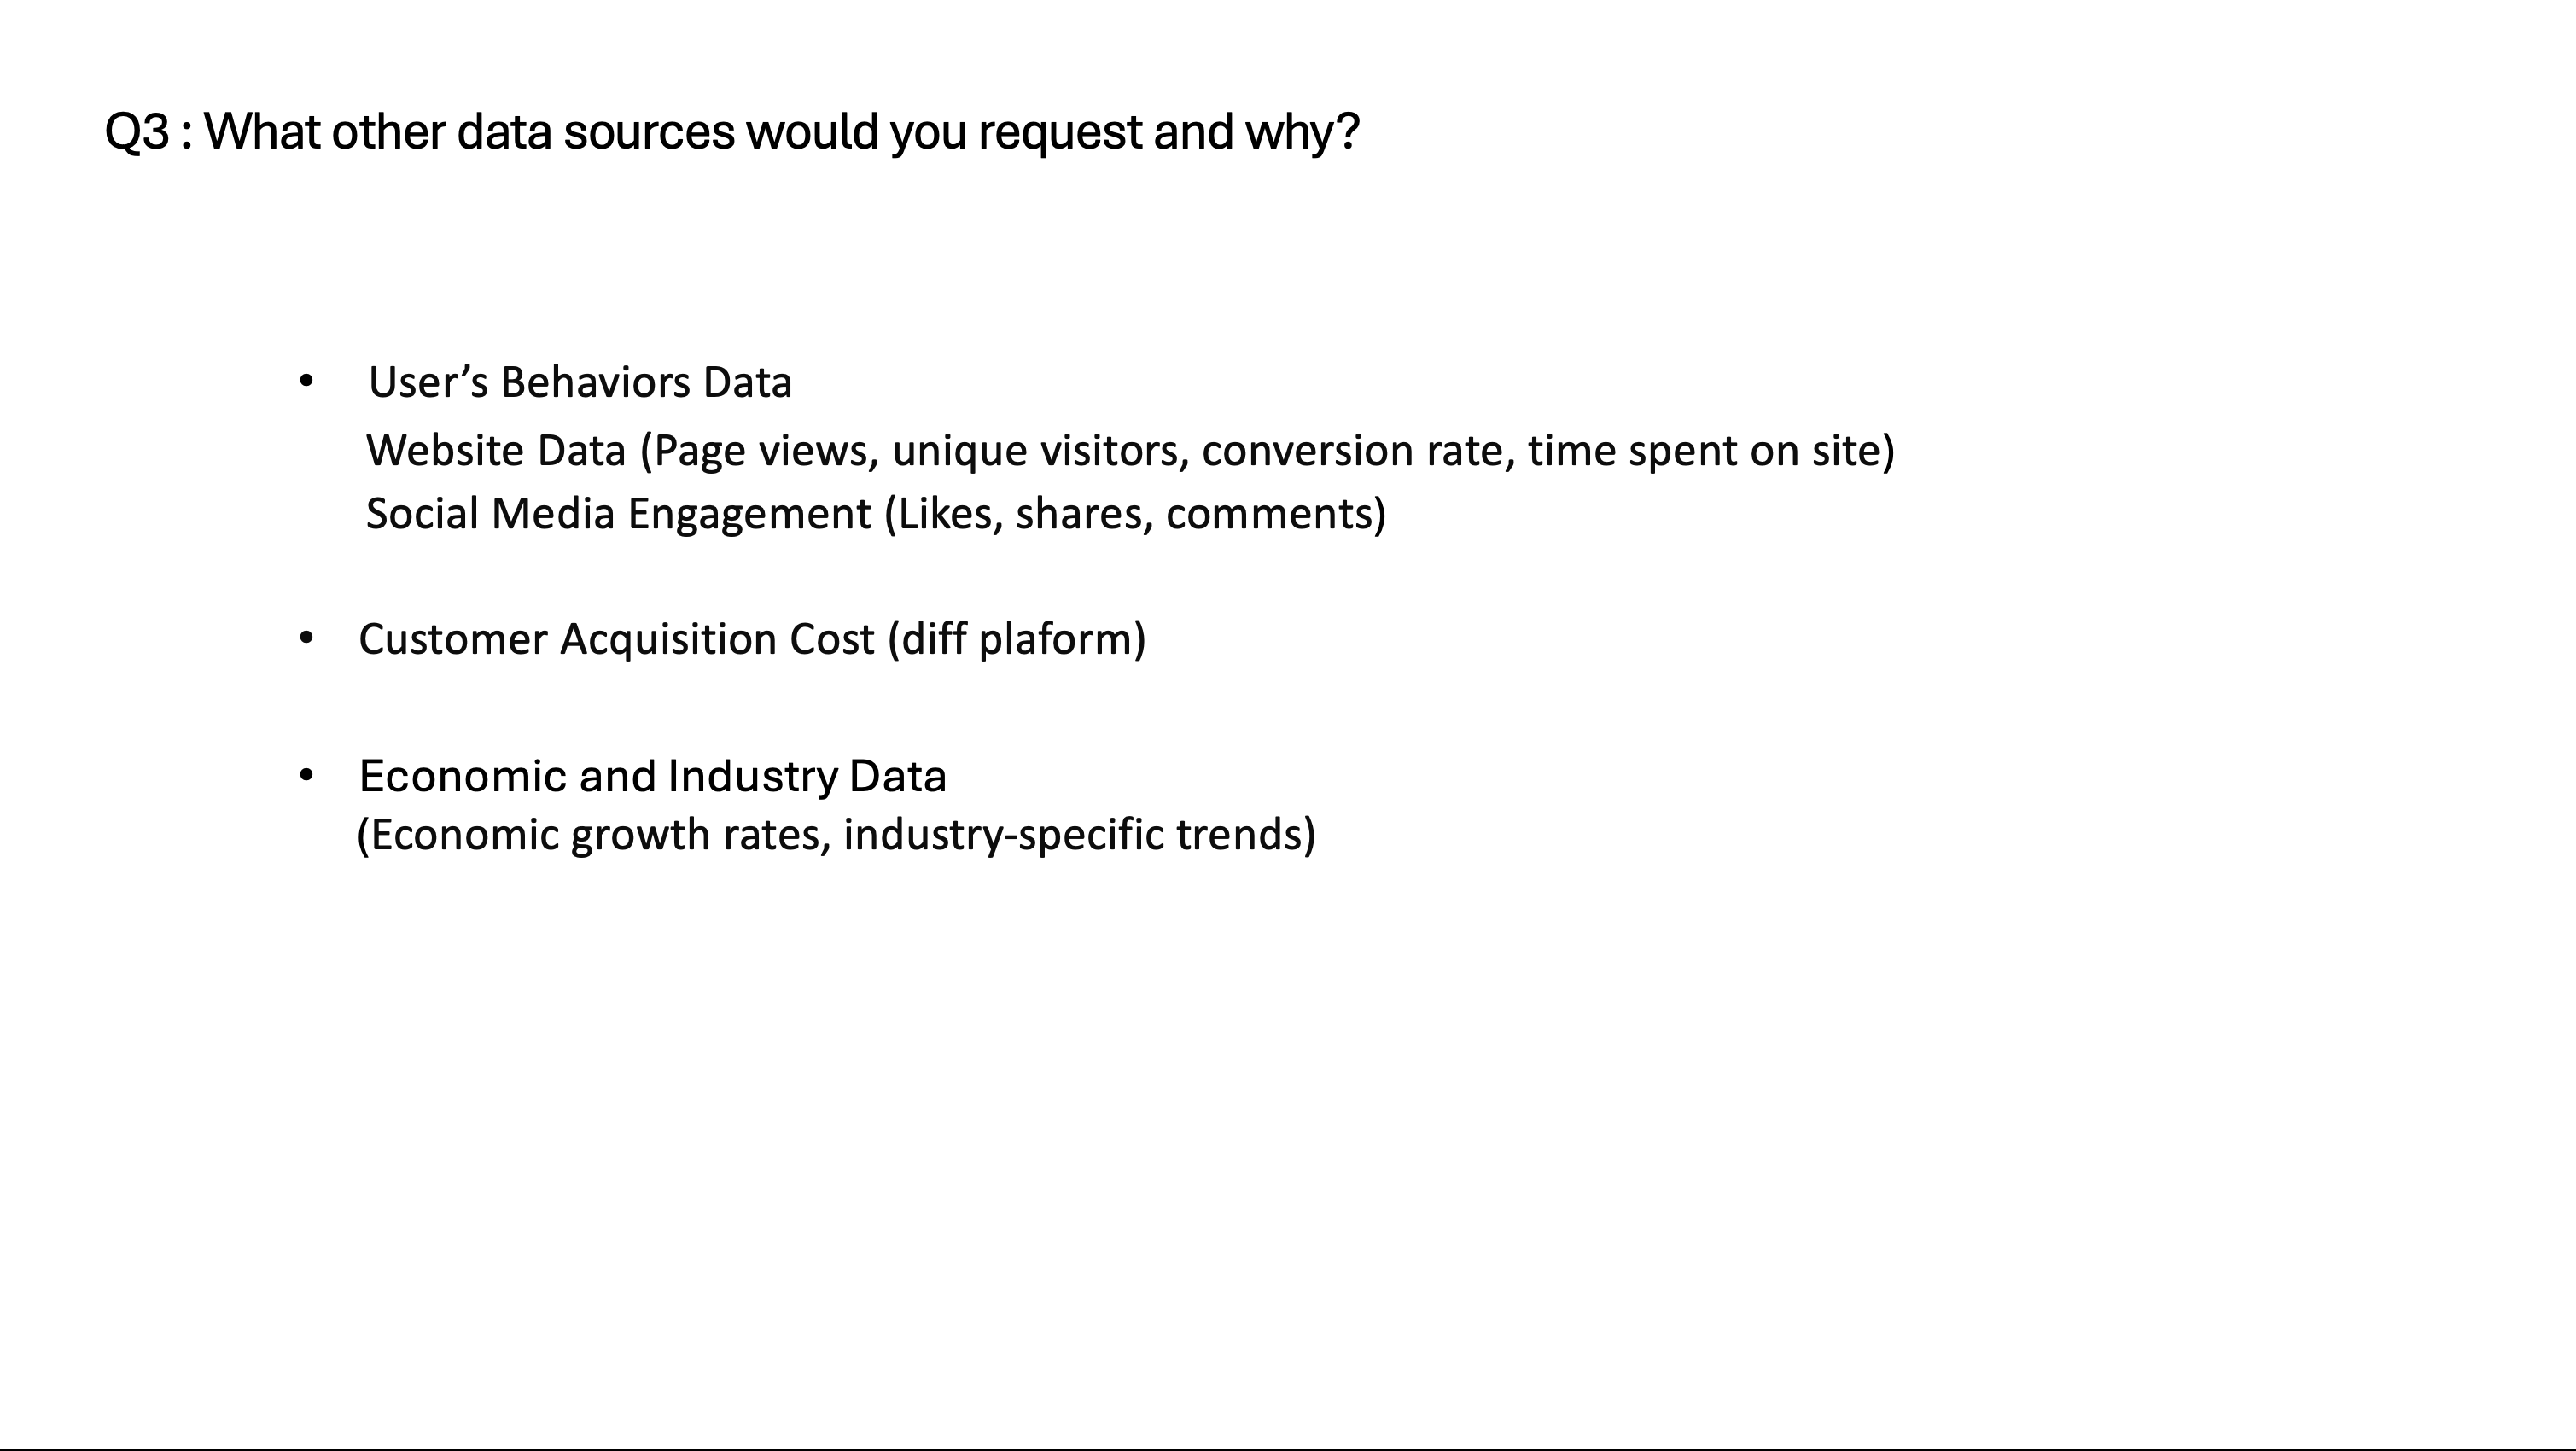 Q3 : What other data sources would you request and why?
• User’s Behaviors Data
Website Data (Page views, unique visitors, conversion rate, time spent on site)
Social Media Engagement (Likes, shares, comments)
• Customer Acquisition Cost (diff plaform)
• Economic and Industry Data
(Economic growth rates, industry-specific trends)